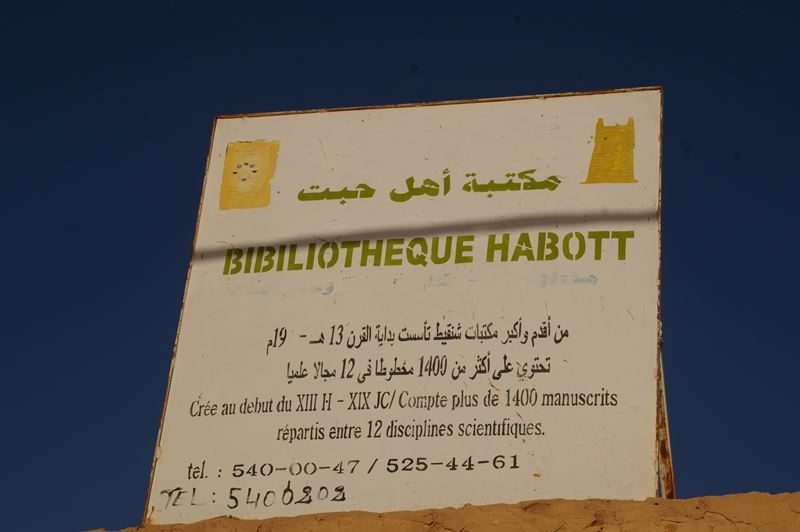 مكتبة أهل حبت
BIBILIOTHEQUE HABOTT
من أقدم وأكبر مكتبات شنقيط تأسست بداية القرن 13 هـ - 19م
تحتوي على أكثر من 1400 مخطوطا في 12 مجالا علميا
Crée au debut du XIII H - XIX JC/ Compte plus de 1400 manuscrits
répartis entre 12 disciplines scientifiques.
tel. : 540-00-47 / 525-44-61
TEL: 5400202